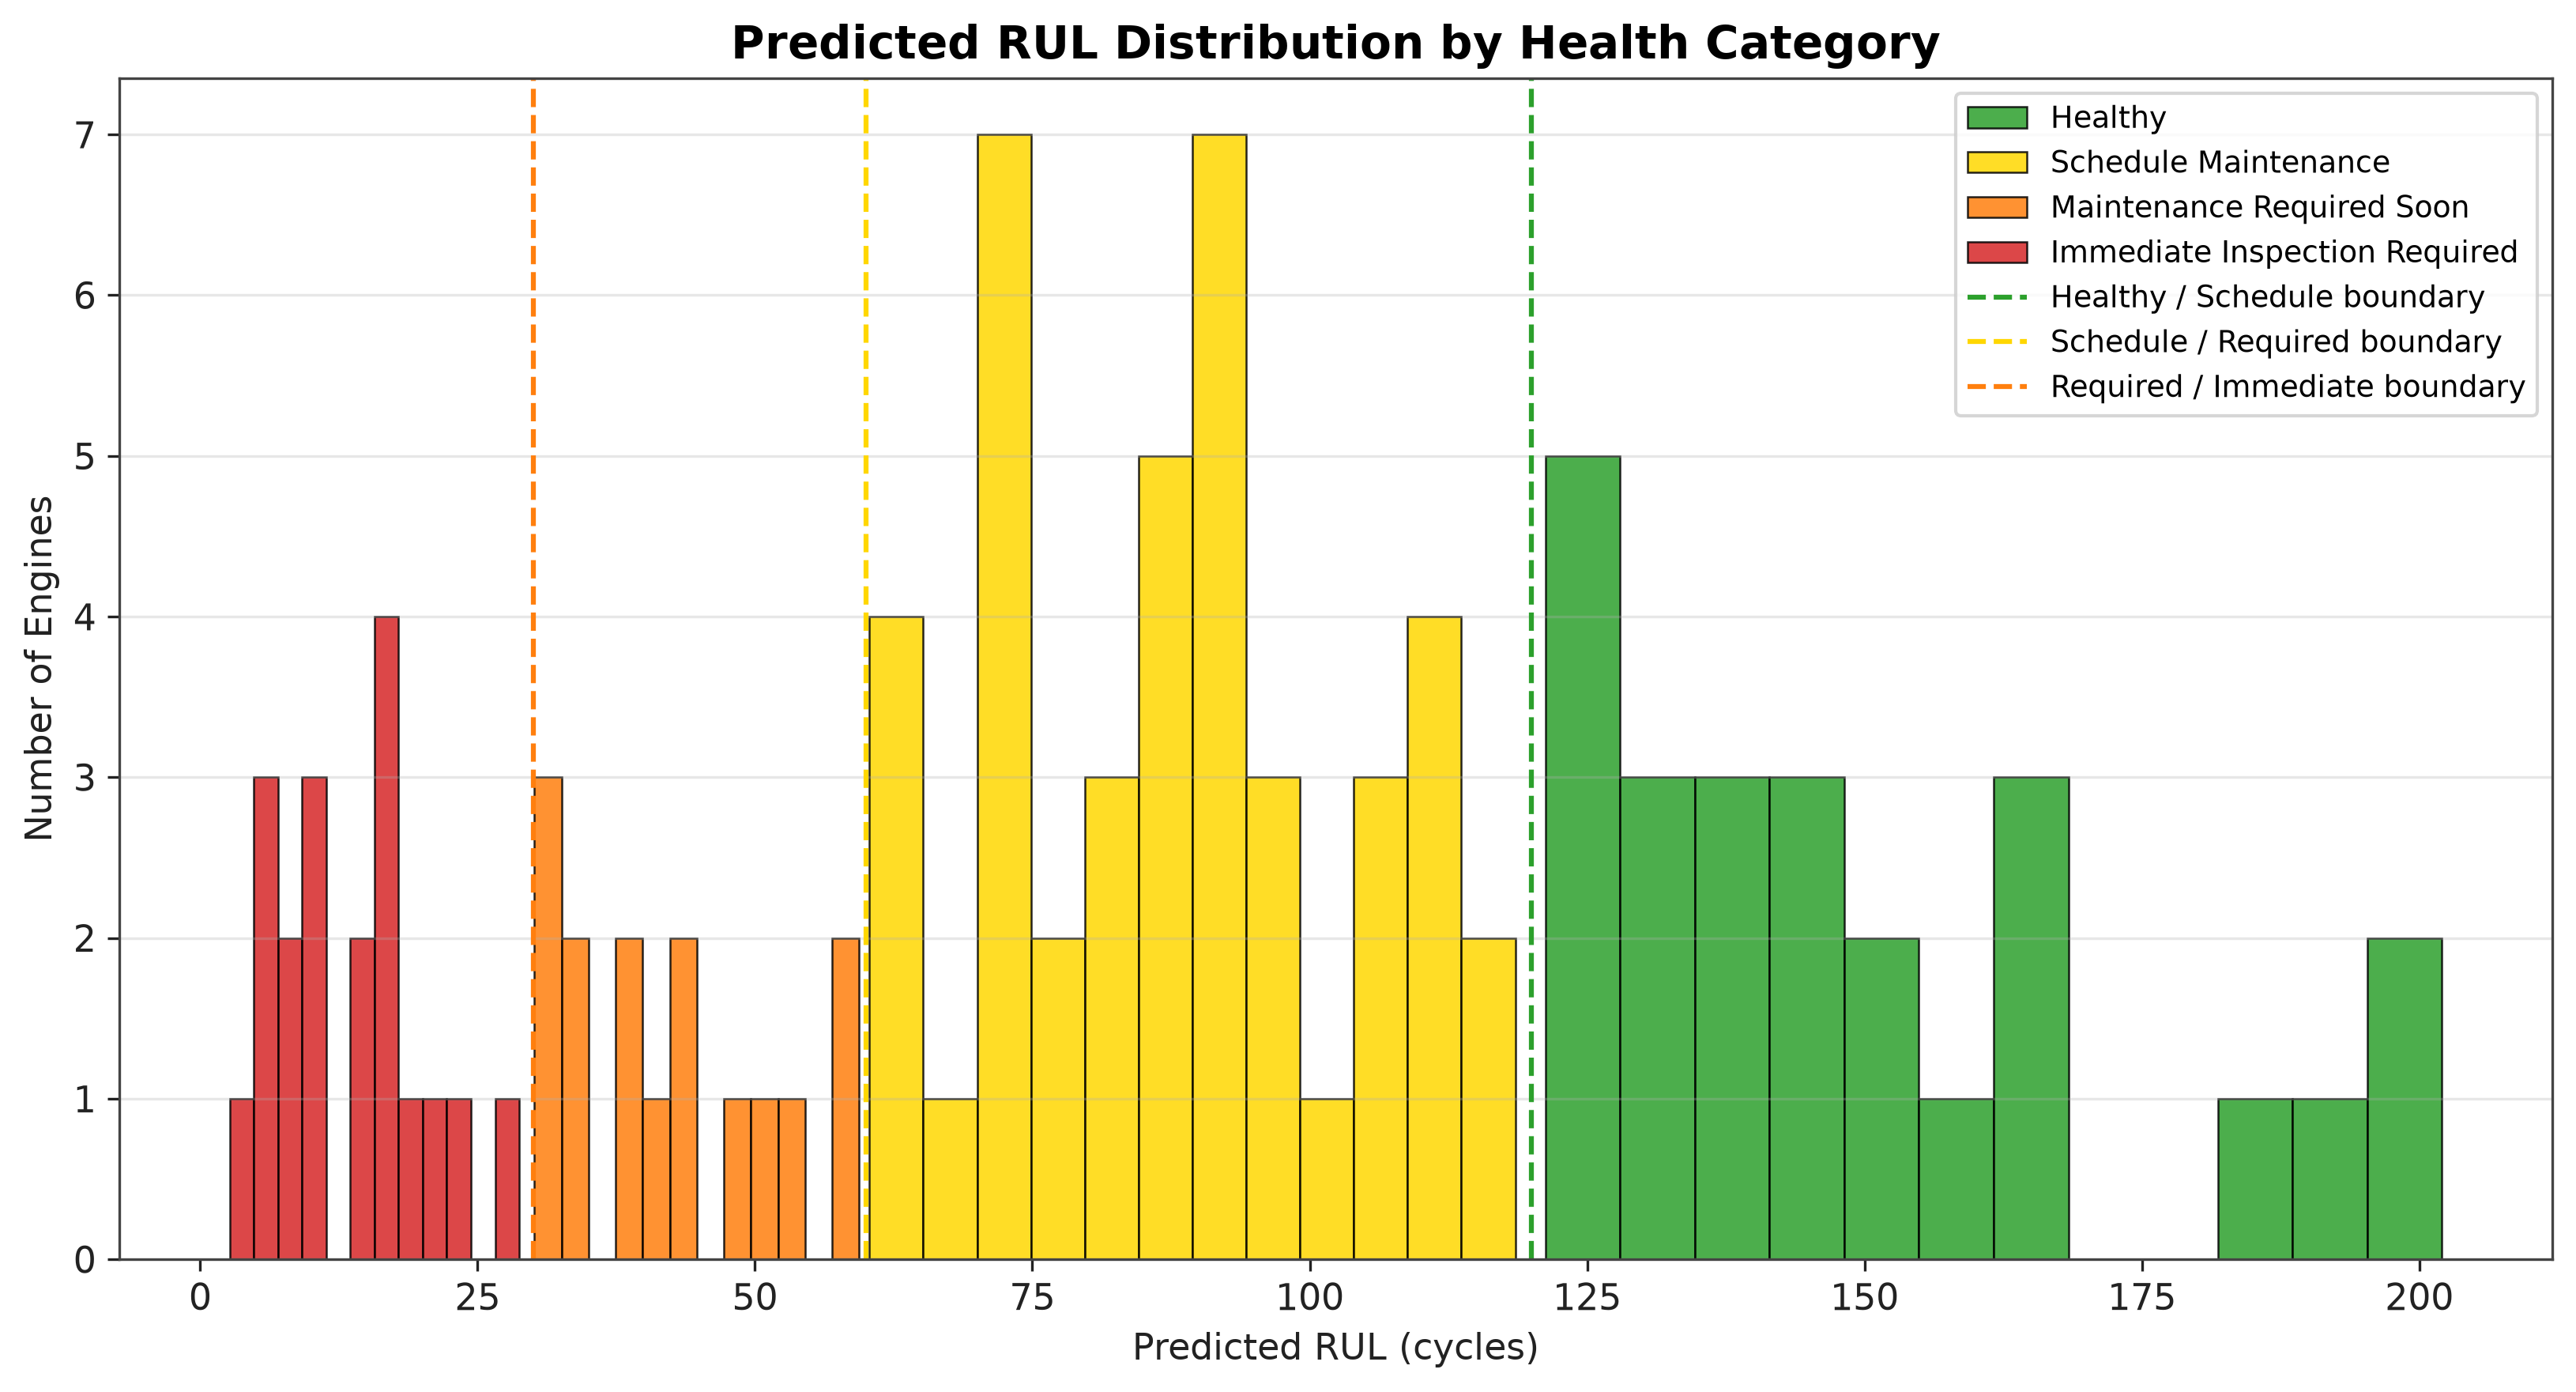 Predicted RUL Distribution by Health Category
Healthy
Schedule Maintenance
Maintenance Required Soon
Immediate Inspection Required
Healthy / Schedule boundary
Schedule / Required boundary
Required / Immediate boundary
Number of Engines
7
6
5
4
3
2
1
0
0 25 50 75 100 125 150 175 200
Predicted RUL (cycles)